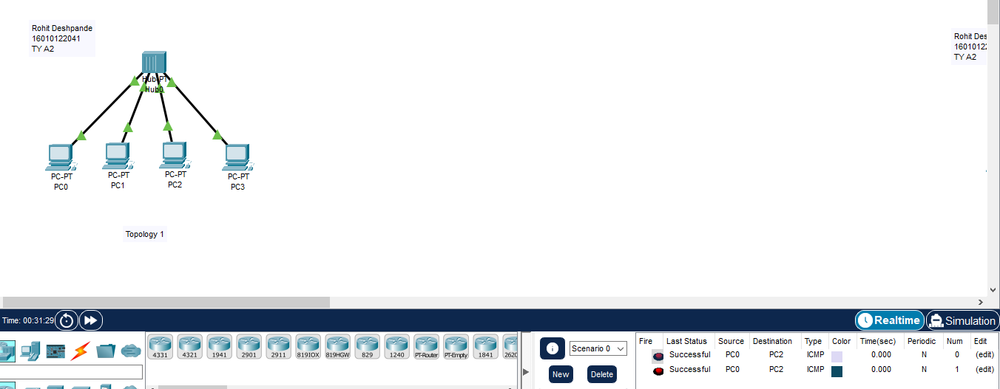 Rohit Deshpande
16010122041
TY A2
Rohit Des
1601012
TY A2
Hub-PT
Hub0
PC-PT
PC0
PC-PT
PC1
PC-PT
PC2
PC-PT
PC3
Topology 1
Time: 00:31:29
Realtime
Simulation
4331
4321
1941
2901
2911
819IOX
819HGW
829
1240
PT-Router
PT-Empty
1841
2620
Scenario 0
New
Delete
Fire Last Status Source Destination Type Color Time(sec) Periodic Num Edit
Successful PC0 PC2 ICMP 0.000 N 0 (edit)
Successful PC0 PC2 ICMP 0.000 N 1 (edit)